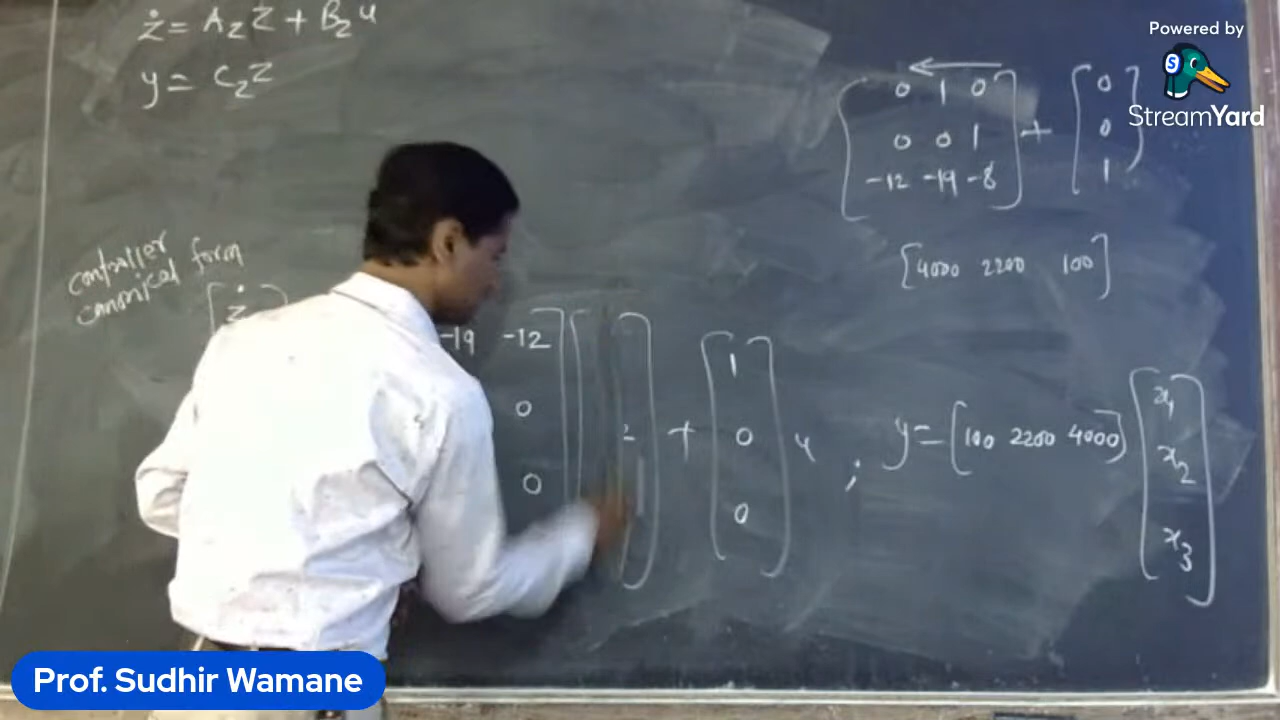 ż = A_z z + B_z u
y = C_z z
0 1 0
0 0 1
-12 -19 -8
+
0
0
1
[4000 2200 100]
controller
canonical form
ż
-19 -12
0
0
+
1
0
0
u ;
y = [100 2200 4000]
x₁
x₂
x₃
Powered by
S
StreamYard
Prof. Sudhir Wamane